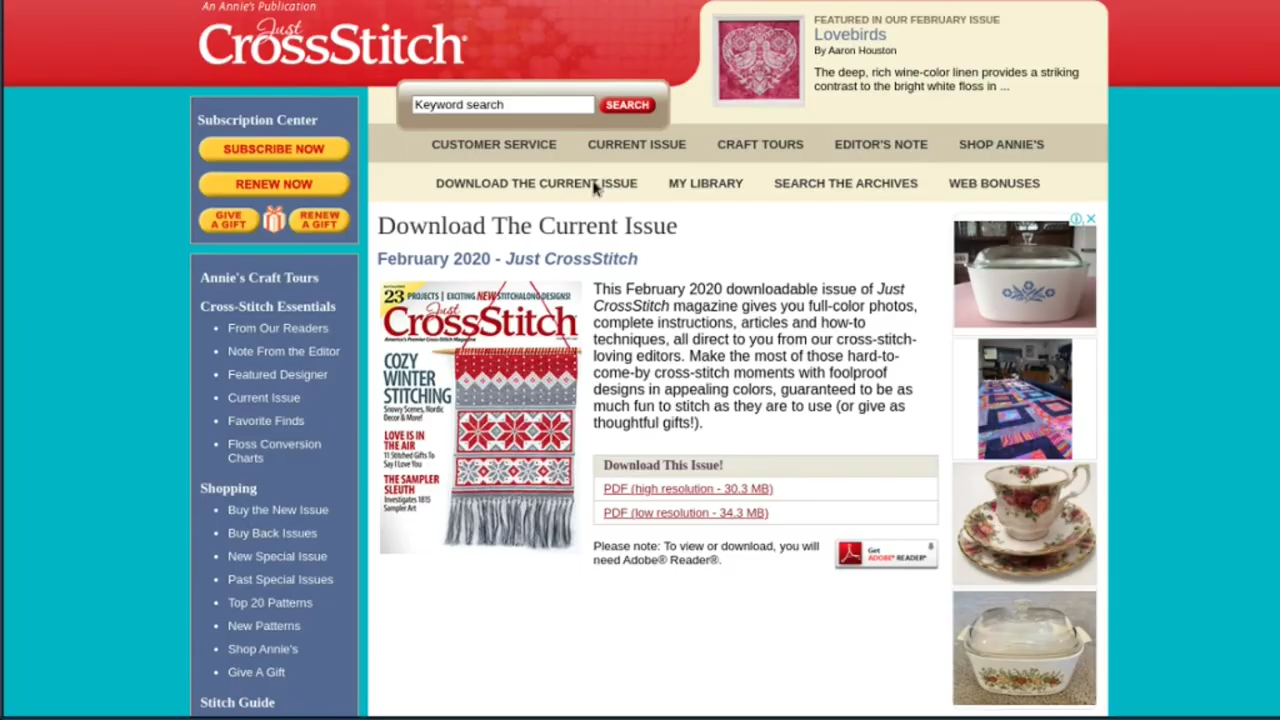 An Annie's Publication
Just
CrossStitch
FEATURED IN OUR FEBRUARY ISSUE
Lovebirds
By Aaron Houston
The deep, rich wine-color linen provides a striking
contrast to the bright white floss in ...
Keyword search
SEARCH
CUSTOMER SERVICE CURRENT ISSUE CRAFT TOURS EDITOR'S NOTE SHOP ANNIE'S
DOWNLOAD THE CURRENT ISSUE MY LIBRARY SEARCH THE ARCHIVES WEB BONUSES
Subscription Center
SUBSCRIBE NOW
RENEW NOW
GIVE
A GIFT
RENEW
A GIFT
Annie's Craft Tours
Cross-Stitch Essentials
From Our Readers
Note From the Editor
Featured Designer
Current Issue
Favorite Finds
Floss Conversion
Charts
Shopping
Buy the New Issue
Buy Back Issues
New Special Issue
Past Special Issues
Top 20 Patterns
New Patterns
Shop Annie's
Give A Gift
Stitch Guide
Download The Current Issue
February 2020 - Just CrossStitch
23 PROJECTS | EXCITING NEW STITCHALONG DESIGNS!
Just
CrossStitch
America's Premier Cross-Stitch Magazine
COZY
WINTER
STITCHING
Snowy Scenes, Nordic
Decor & More!
LOVE IS IN
THE AIR
11 Stitched Gifts To
Say I Love You
THE SAMPLER
SLEUTH
Investigates 1815
Sampler Art
This February 2020 downloadable issue of Just
CrossStitch magazine gives you full-color photos,
complete instructions, articles and how-to
techniques, all direct to you from our cross-stitch-
loving editors. Make the most of those hard-to-
come-by cross-stitch moments with foolproof
designs in appealing colors, guaranteed to be as
much fun to stitch as they are to use (or give as
thoughtful gifts!).
Download This Issue!
PDF (high resolution - 30.3 MB)
PDF (low resolution - 34.3 MB)
Please note: To view or download, you will
need Adobe® Reader®.
Get
ADOBE® READER®